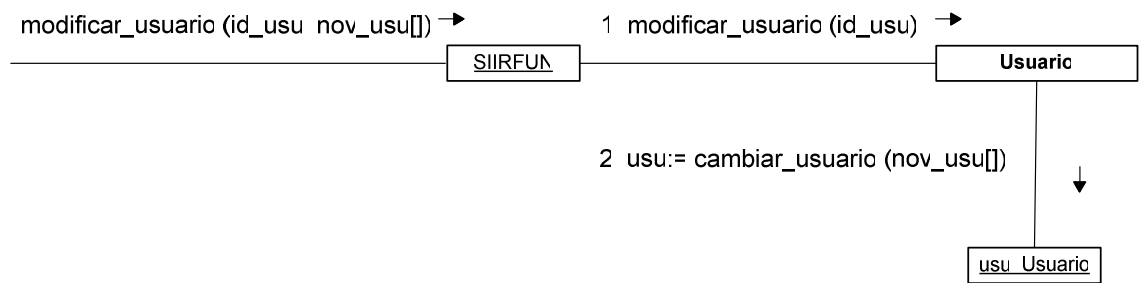 modificar_usuario (id_usu nov_usu[])
1 modificar_usuario (id_usu)
SIIRFUN
Usuario
2 usu:= cambiar_usuario (nov_usu[])
usu Usuario